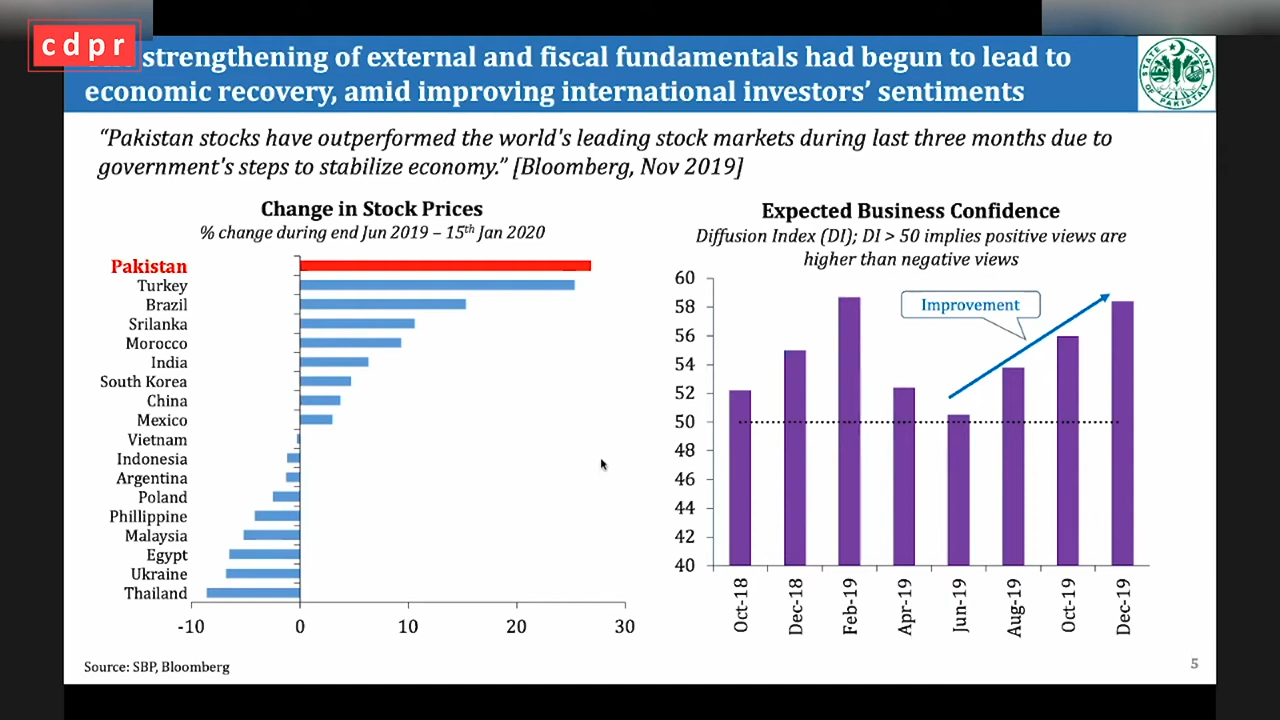 cdpr
strengthening of external and fiscal fundamentals had begun to lead to
economic recovery, amid improving international investors’ sentiments
STATE BANK OF PAKISTAN
“Pakistan stocks have outperformed the world's leading stock markets during last three months due to
government's steps to stabilize economy.” [Bloomberg, Nov 2019]
Change in Stock Prices
% change during end Jun 2019 – 15th Jan 2020
Pakistan
Turkey
Brazil
Srilanka
Morocco
India
South Korea
China
Mexico
Vietnam
Indonesia
Argentina
Poland
Phillippine
Malaysia
Egypt
Ukraine
Thailand
-10 0 10 20 30
Expected Business Confidence
Diffusion Index (DI); DI > 50 implies positive views are
higher than negative views
60
58
56
54
52
50
48
46
44
42
40
Improvement
Oct-18 Dec-18 Feb-19 Apr-19 Jun-19 Aug-19 Oct-19 Dec-19
Source: SBP, Bloomberg
5